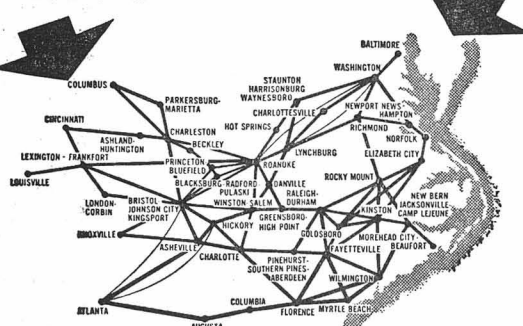 BALTIMORE
WASHINGTON
COLUMBUS
STAUNTON
HARRISONBURG
WAYNESBORO
PARKERSBURG-
MARIETTA
CHARLOTTESVILLE
NEWPORT NEWS-
HAMPTON
CINCINNATI
CHARLESTON
HOT SPRINGS
RICHMOND
NORFOLK
ASHLAND-
HUNTINGTON
BECKLEY
LYNCHBURG
ELIZABETH CITY
LEXINGTON - FRANKFORT
PRINCETON
BLUEFIELD
ROANOKE
LOUISVILLE
BLACKSBURG-RADFORD-
PULASKI
DANVILLE
ROCKY MOUNT
LONDON-
CORBIN
BRISTOL
JOHNSON CITY
KINGSPORT
WINSTON SALEM
RALEIGH-
DURHAM
NEW BERN
JACKSONVILLE
CAMP LEJEUNE
GREENSBORO-
HIGH POINT
KINSTON
KNOXVILLE
HICKORY
GOLDSBORO
MOREHEAD CITY-
BEAUFORT
ASHEVILLE
CHARLOTTE
FAYETTEVILLE
PINEHURST-
SOUTHERN PINES-
ABERDEEN
WILMINGTON
ATLANTA
COLUMBIA
FLORENCE
MYRTLE BEACH
AUGUSTA